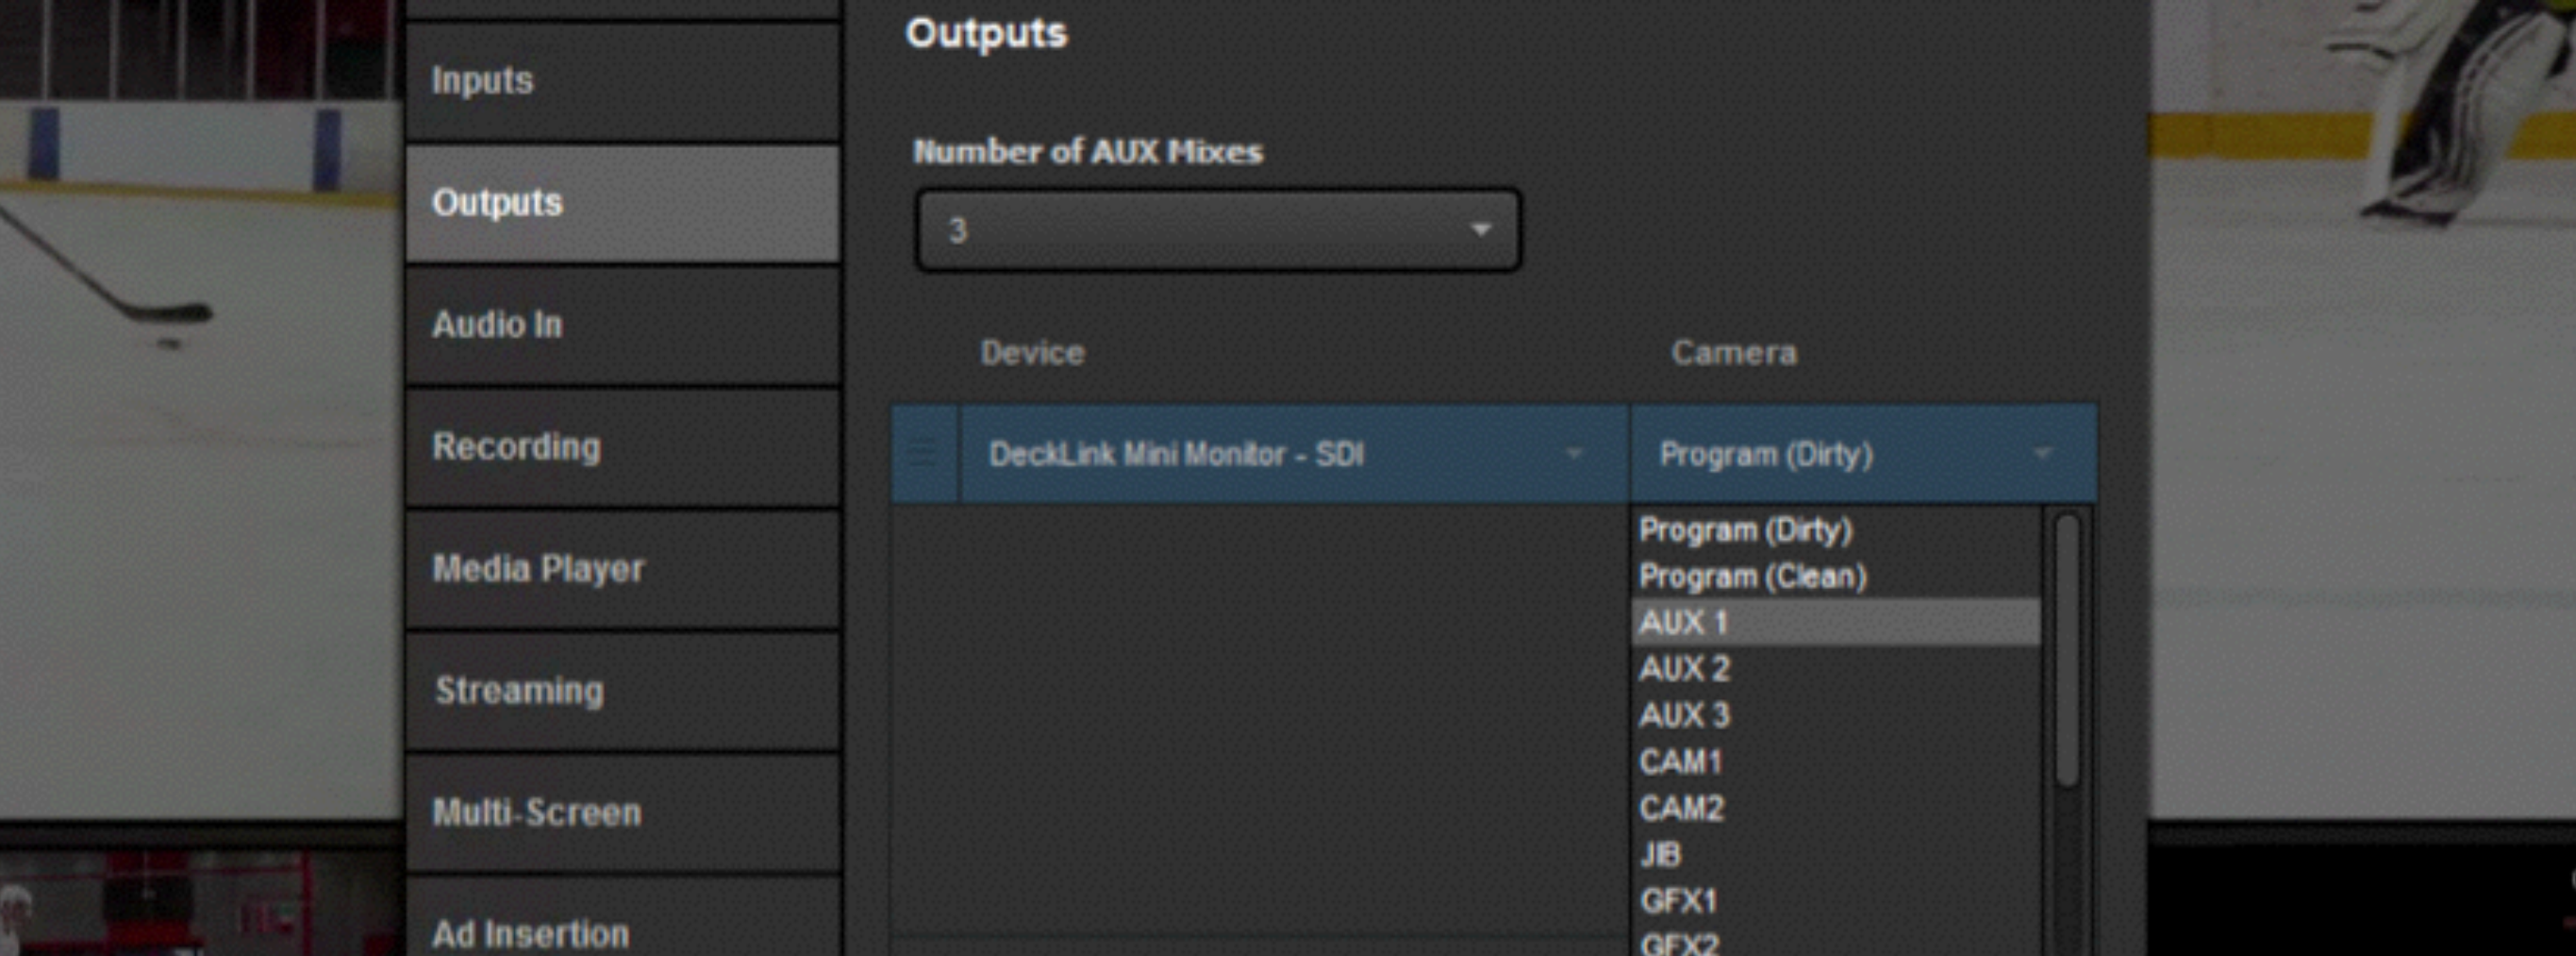 Outputs
Inputs
Outputs
Audio In
Recording
Media Player
Streaming
Multi-Screen
Ad Insertion
Number of AUX Mixes
3
Device
Camera
DeckLink Mini Monitor - SDI
Program (Dirty)
Program (Dirty)
Program (Clean)
AUX 1
AUX 2
AUX 3
CAM1
CAM2
JIB
GFX1
GFX2